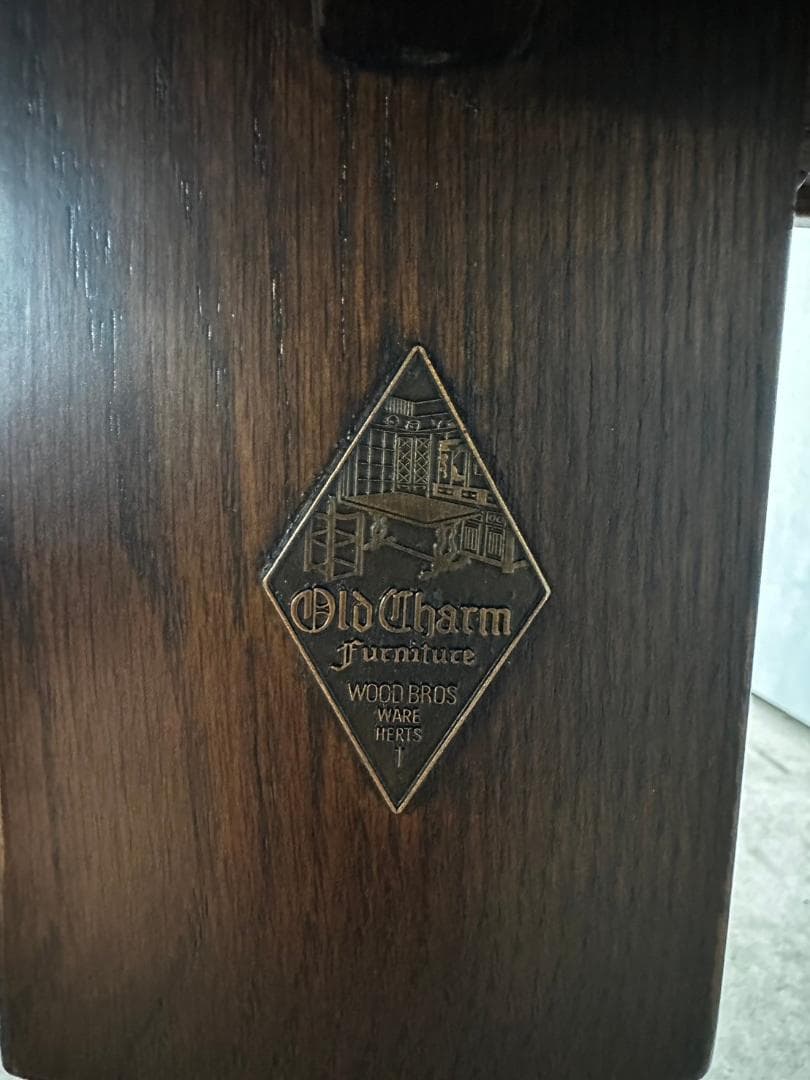 Old Charm
Furniture
WOOD BROS
WARE
HERTS